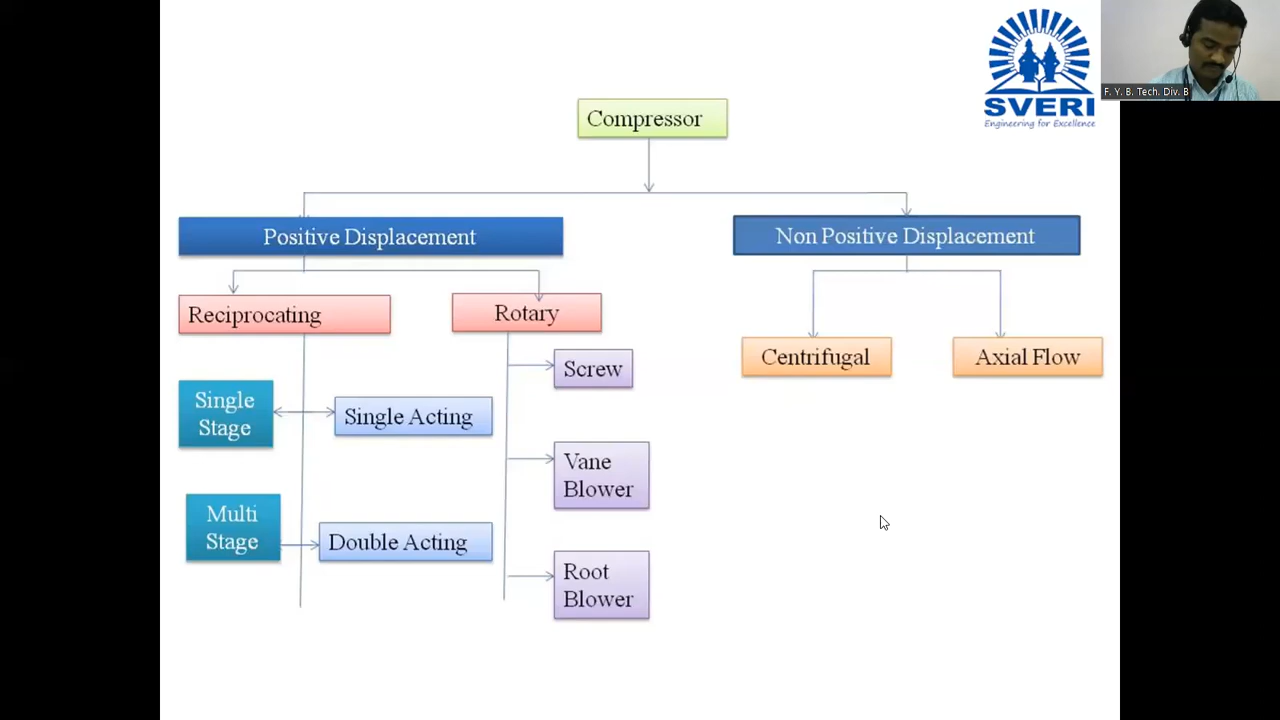 SVERI
Engineering for Excellence
F. Y. B. Tech. Div. B
Compressor
Positive Displacement
Non Positive Displacement
Reciprocating
Rotary
Centrifugal
Axial Flow
Screw
Single
Stage
Single Acting
Vane
Blower
Multi
Stage
Double Acting
Root
Blower